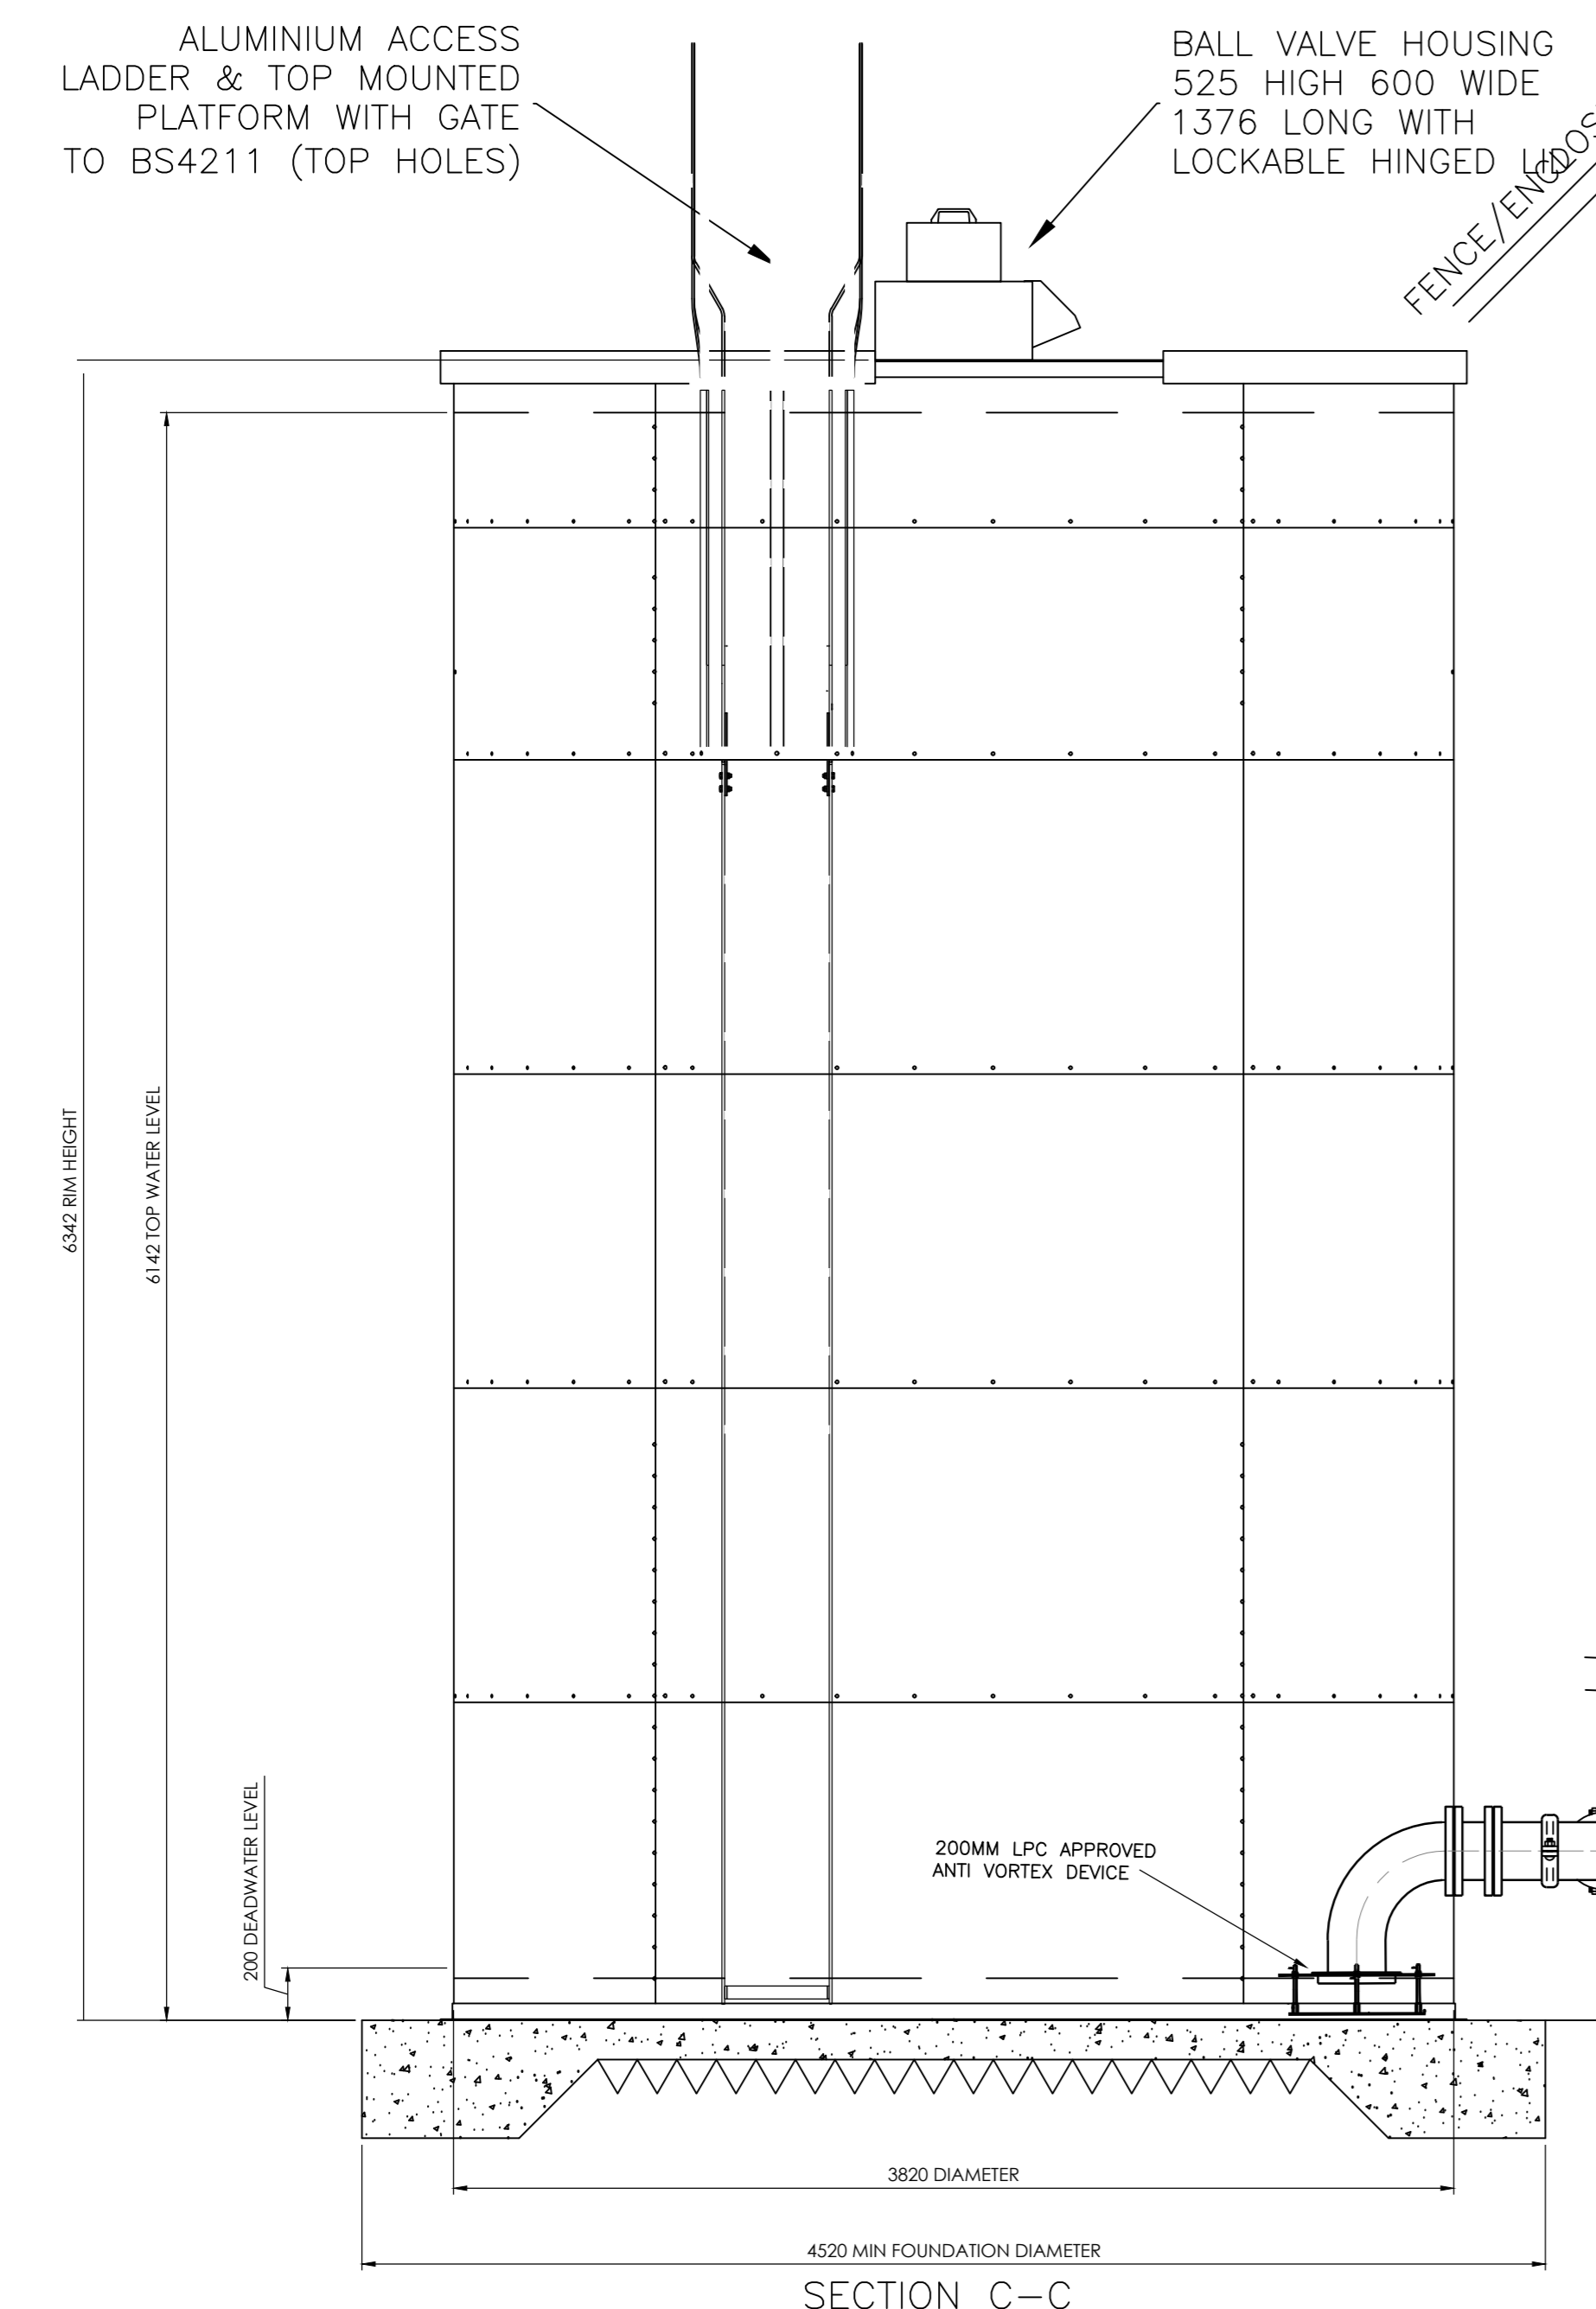 ALUMINIUM ACCESS
LADDER & TOP MOUNTED
PLATFORM WITH GATE
TO BS4211 (TOP HOLES)
BALL VALVE HOUSING
525 HIGH 600 WIDE
1376 LONG WITH
LOCKABLE HINGED LID
6342 RIM HEIGHT
6142 TOP WATER LEVEL
200 DEADWATER LEVEL
200MM LPC APPROVED
ANTI VORTEX DEVICE
3820 DIAMETER
4520 MIN FOUNDATION DIAMETER
SECTION C-C